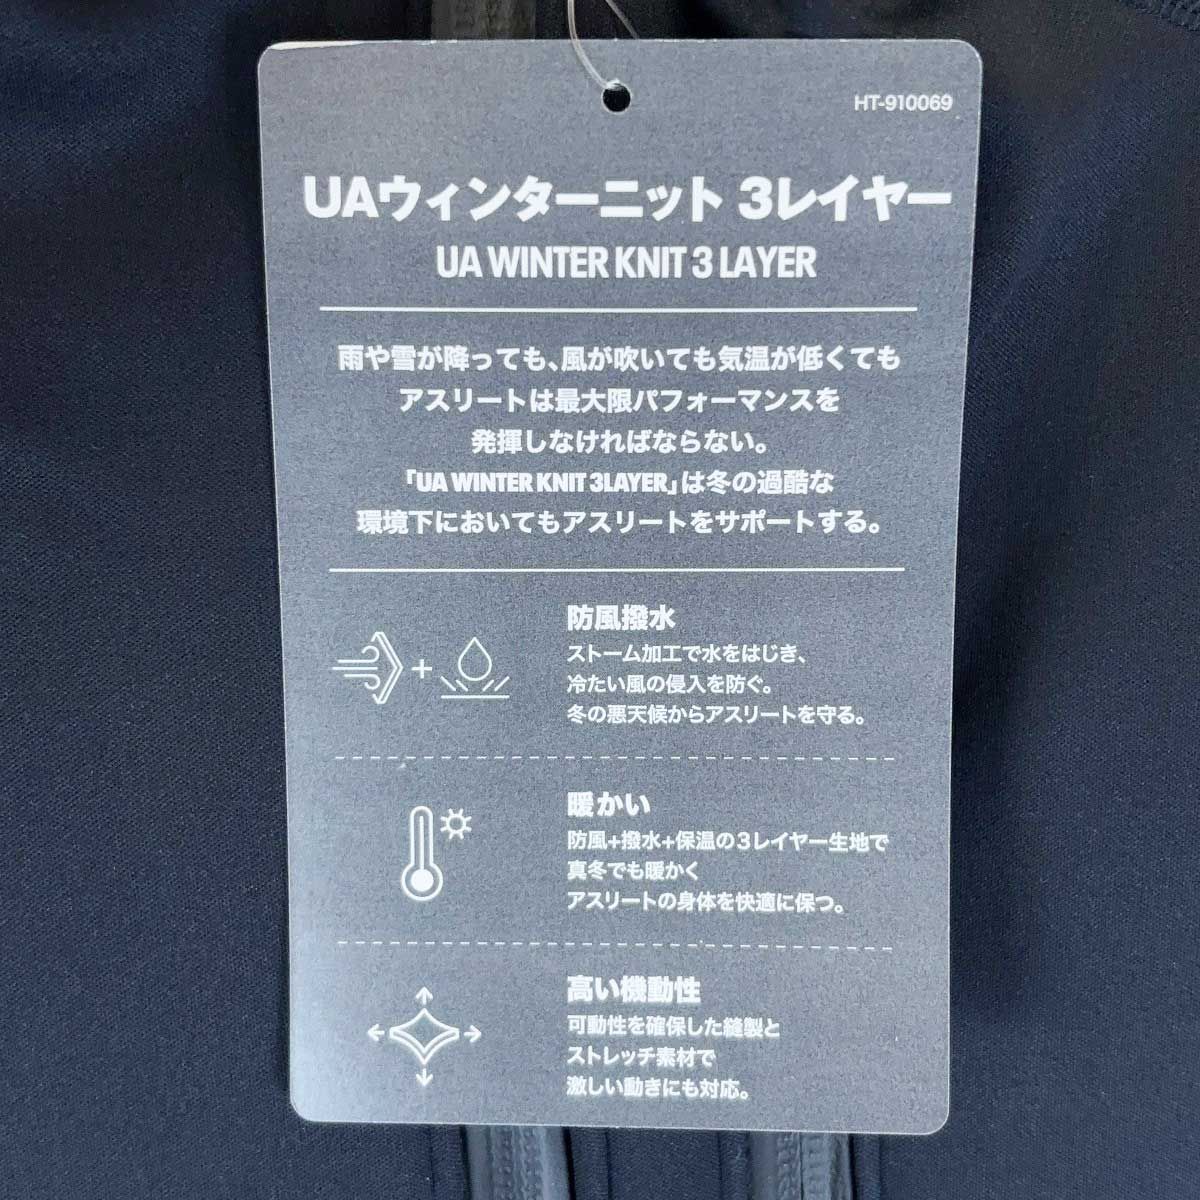 HT-910069
UAウィンターニット 3レイヤー
UA WINTER KNIT 3 LAYER
雨や雪が降っても、風が吹いても気温が低くても
アスリートは最大限パフォーマンスを
発揮しなければならない。
「UA WINTER KNIT 3LAYER」は冬の過酷な
環境下においてもアスリートをサポートする。
防風撥水
ストーム加工で水をはじき、
冷たい風の侵入を防ぐ。
冬の悪天候からアスリートを守る。
暖かい
防風+撥水+保温の3レイヤー生地で
真冬でも暖かく
アスリートの身体を快適に保つ。
高い機動性
可動性を確保した縫製と
ストレッチ素材で
激しい動きにも対応。